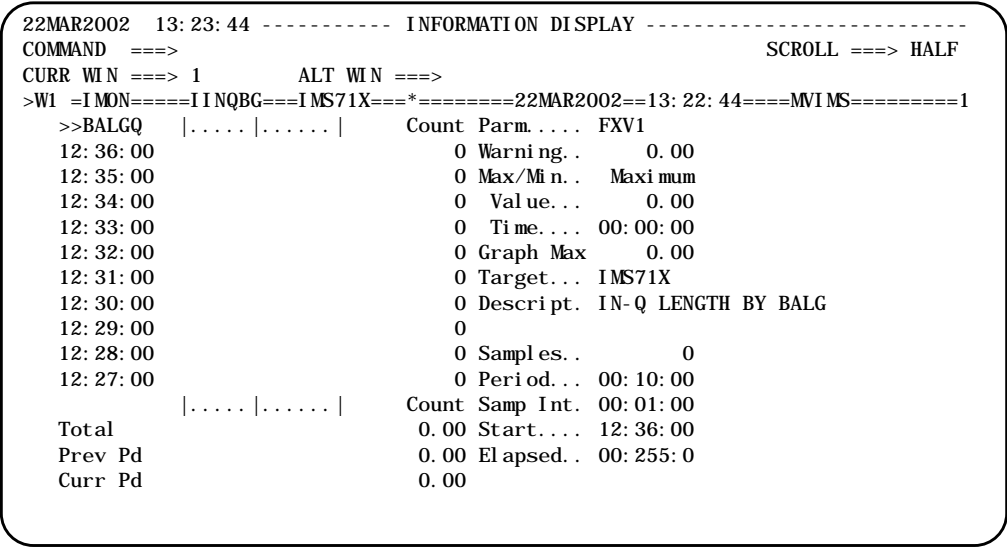 22MAR2002  13:23:44 ----------- INFORMATION DISPLAY ---------------------------
COMMAND  ===>                                                SCROLL ===> HALF
CURR WIN ===> 1        ALT WIN ===>
>W1 =IMON=====IINQBG===IMS71X===*========22MAR2002==13:22:44====MVIMS=========1
>>BALGQ  |.....|......|     Count Parm..... FXV1
12:36:00                        0 Warning..     0.00
12:35:00                        0 Max/Min..  Maximum
12:34:00                        0  Value...     0.00
12:33:00                        0  Time.... 00:00:00
12:32:00                        0 Graph Max     0.00
12:31:00                        0 Target... IMS71X
12:30:00                        0 Descript. IN-Q LENGTH BY BALG
12:29:00                        0
12:28:00                        0 Samples..        0
12:27:00                        0 Period... 00:10:00
|.....|......|     Count Samp Int. 00:01:00
Total                        0.00 Start.... 12:36:00
Prev Pd                      0.00 Elapsed.. 00:255:0
Curr Pd                      0.00